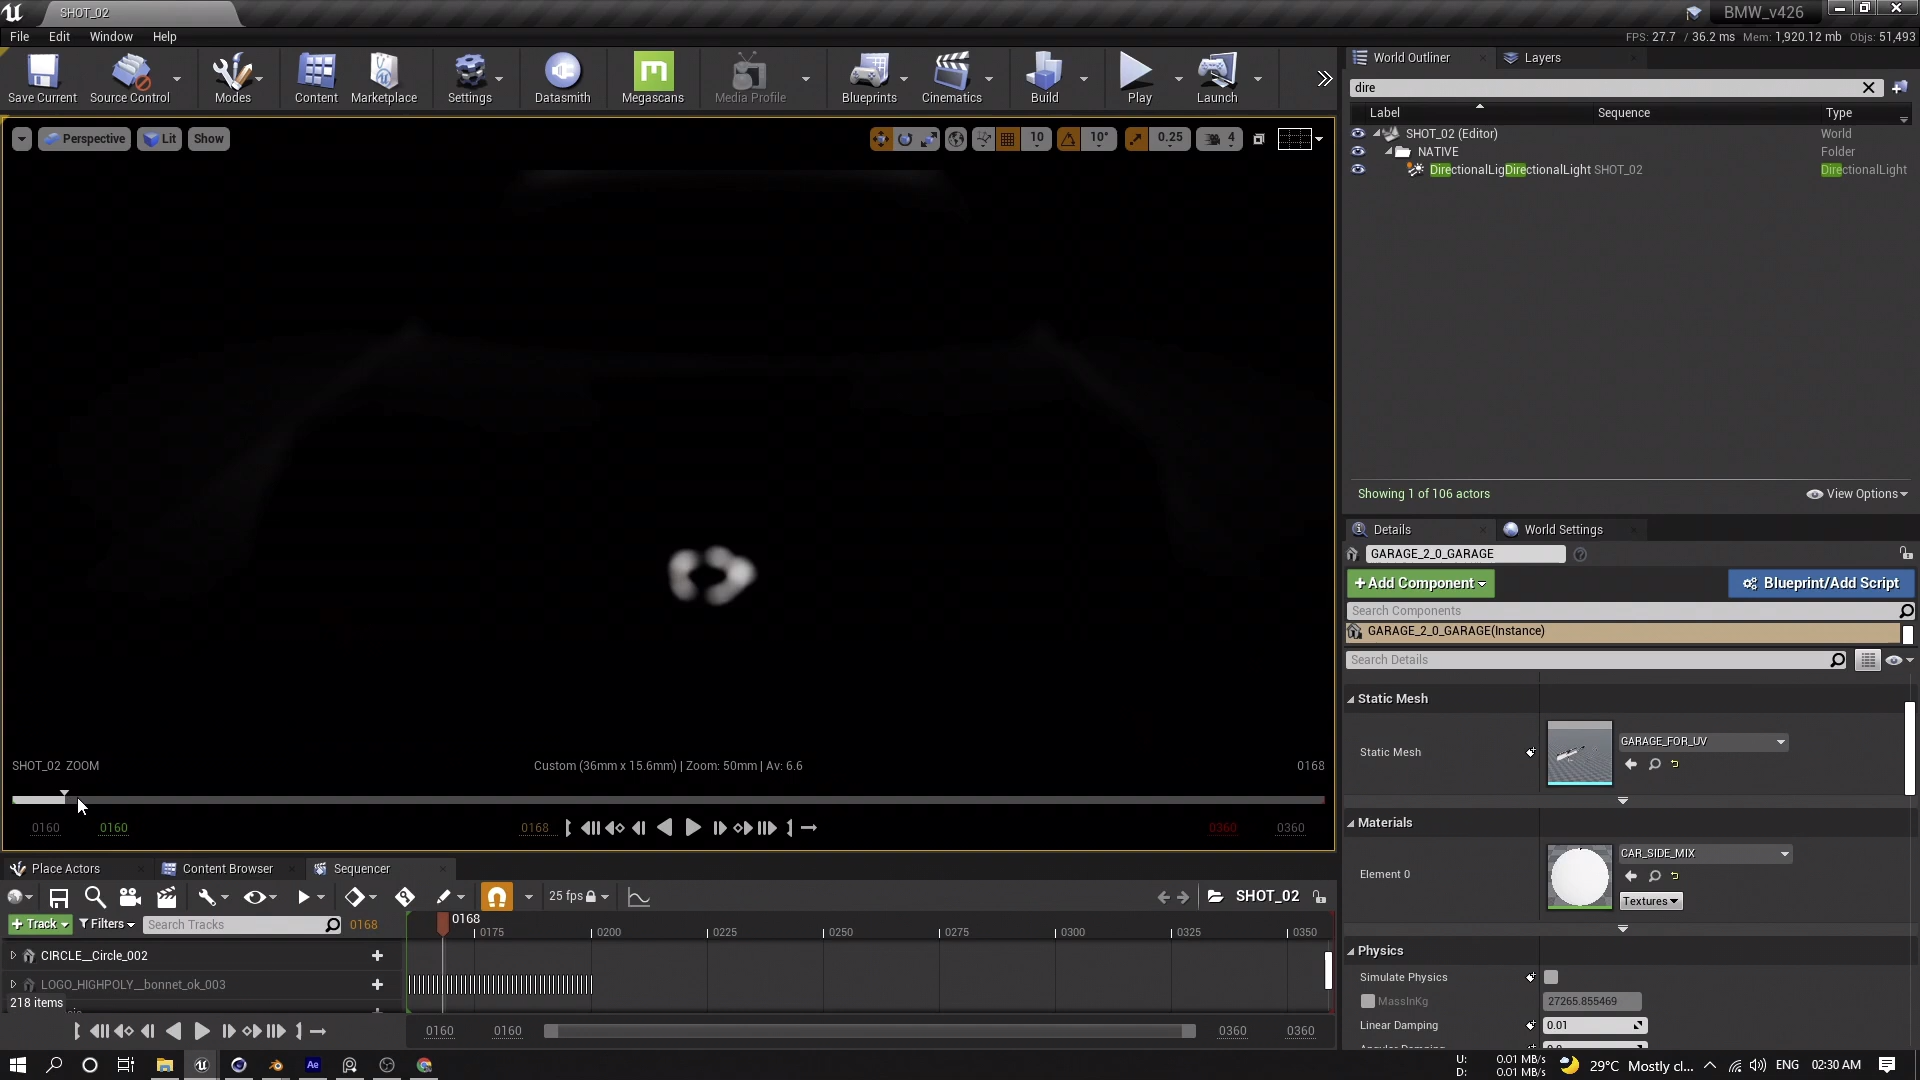 SHOT_02
BMW_v426
File Edit Window Help
FPS: 27.7 / 36.2 ms Mem: 1,920.12 mb Objs: 51,493
Save Current Source Control Modes Content Marketplace Settings Datasmith Megascans Media Profile Blueprints Cinematics Build Play Launch
Perspective Lit Show 10 10° 0.25 4
World Outliner Layers
dire
Label Sequence Type
SHOT_02 (Editor) World
NATIVE Folder
DirectionalLigDirectionalLight SHOT_02 DirectionalLight
Showing 1 of 106 actors View Options
Details World Settings
GARAGE_2_0_GARAGE
+Add Component Blueprint/Add Script
Search Components
GARAGE_2_0_GARAGE(Instance)
Search Details
Static Mesh
Static Mesh GARAGE_FOR_UV
Materials
Element 0 CAR_SIDE_MIX
Textures
Physics
Simulate Physics
MassInKg 27265.855469
Linear Damping 0.01
SHOT_02 ZOOM Custom (36mm x 15.6mm) | Zoom: 50mm | Av: 6.6 0168
0160 0160 0168 0360 0360
Place Actors Content Browser Sequencer
25 fps SHOT_02
+ Track Filters Search Tracks 0168
0168
0175 0200 0225 0250 0275 0300 0325 0350
CIRCLE__Circle_002
LOGO_HIGHPOLY__bonnet_ok_003
218 items
0160 0160 0360 0360
Ae
U: 0.01 MB/s
D: 0.01 MB/s
29°C Mostly cl... ENG 02:30 AM